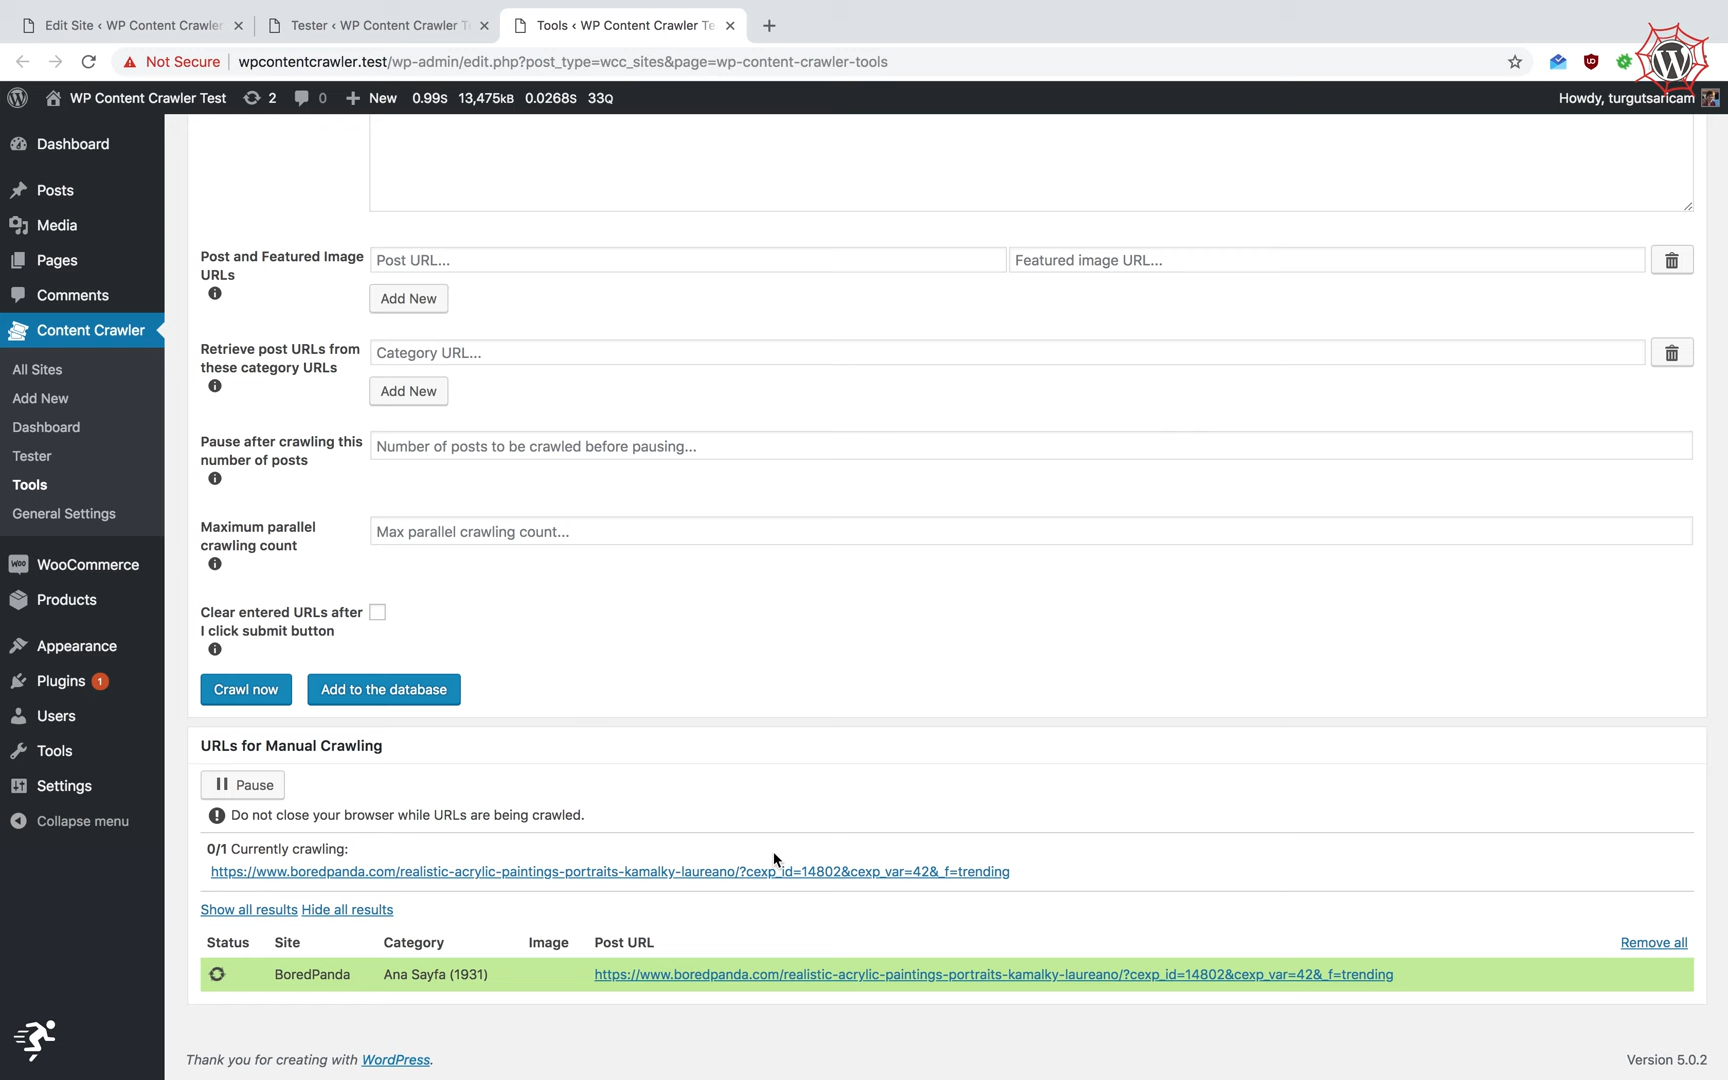 Edit Site ‹ WP Content Crawler
Tester ‹ WP Content Crawler T
Tools ‹ WP Content Crawler Te
Not Secure
wpcontentcrawler.test/wp-admin/edit.php?post_type=wcc_sites&page=wp-content-crawler-tools
WP Content Crawler Test
2
0
New
0.99s 13,475kB 0.0268s 33Q
Howdy, turgutsaricam
Dashboard
Posts
Media
Pages
Comments
Content Crawler
All Sites
Add New
Dashboard
Tester
Tools
General Settings
WooCommerce
Products
Appearance
Plugins 1
Users
Tools
Settings
Collapse menu
Post and Featured Image
URLs
Post URL...
Featured image URL...
Add New
Retrieve post URLs from
these category URLs
Category URL...
Add New
Pause after crawling this
number of posts
Number of posts to be crawled before pausing...
Maximum parallel
crawling count
Max parallel crawling count...
Clear entered URLs after
I click submit button
Crawl now
Add to the database
URLs for Manual Crawling
Pause
Do not close your browser while URLs are being crawled.
0/1 Currently crawling:
https://www.boredpanda.com/realistic-acrylic-paintings-portraits-kamalky-laureano/?cexp_id=14802&cexp_var=42&_f=trending
Show all results Hide all results
Status Site Category Image Post URL Remove all
BoredPanda Ana Sayfa (1931) https://www.boredpanda.com/realistic-acrylic-paintings-portraits-kamalky-laureano/?cexp_id=14802&cexp_var=42&_f=trending
Thank you for creating with WordPress.
Version 5.0.2